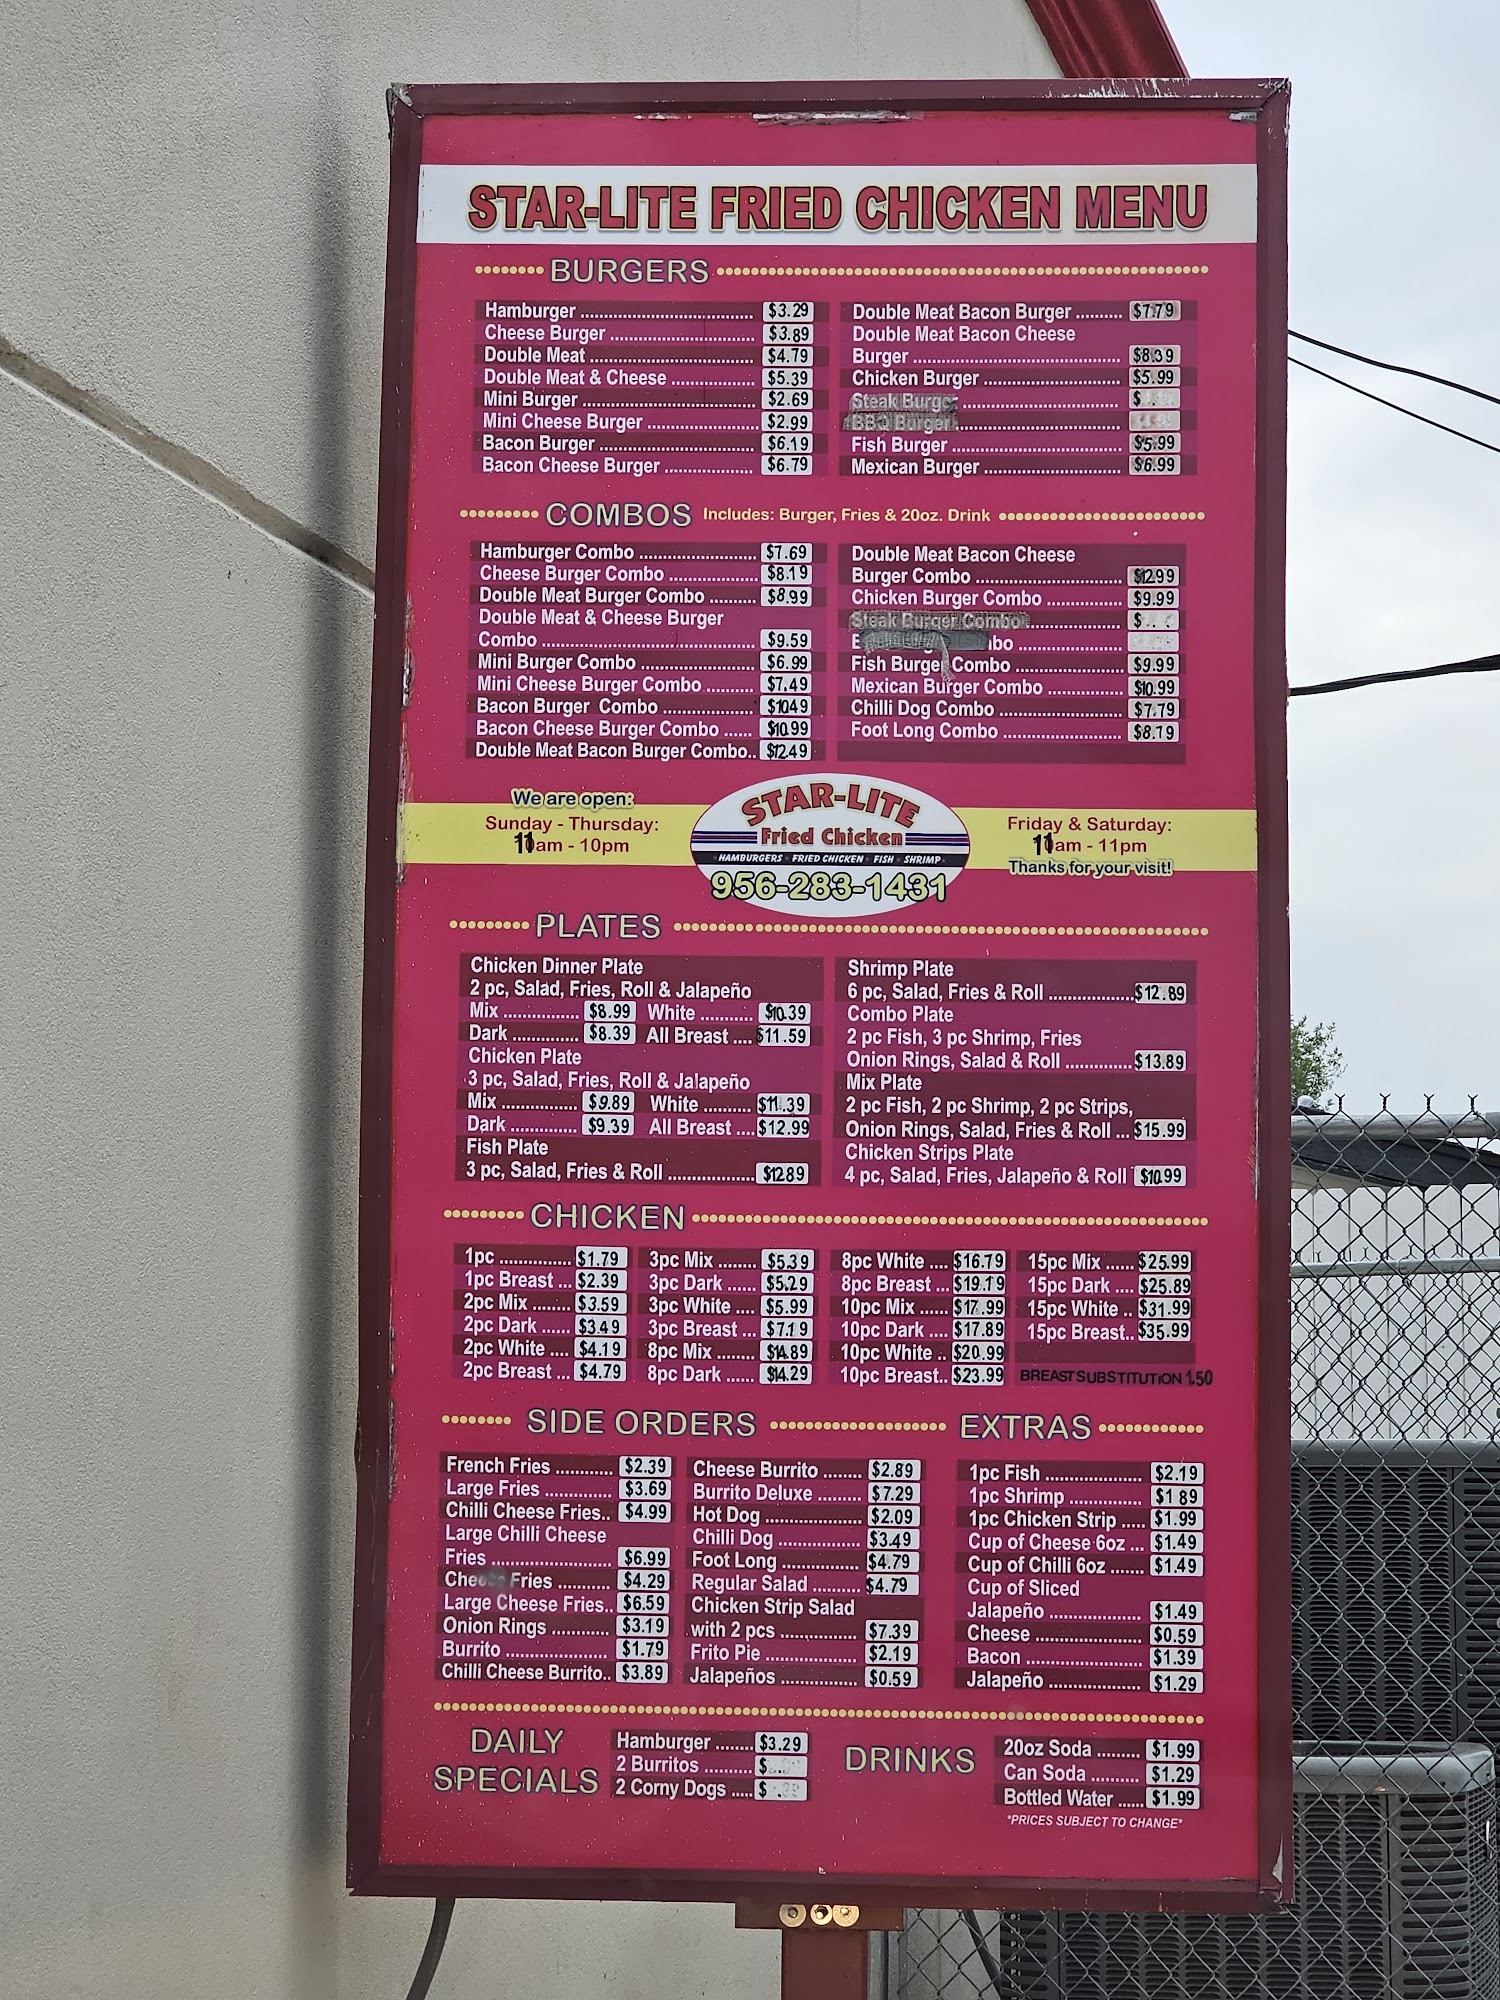 STAR-LITE FRIED CHICKEN MENU
BURGERS
Hamburger $3.29
Cheese Burger $3.89
Double Meat $4.79
Double Meat & Cheese $5.39
Mini Burger $2.69
Mini Cheese Burger $2.99
Bacon Burger $6.19
Bacon Cheese Burger $6.79
Double Meat Bacon Burger $7.79
Double Meat Bacon Cheese
Burger $8.39
Chicken Burger $5.99
Steak Burger $
BBQ Burger
Fish Burger $5.99
Mexican Burger $6.99
COMBOS Includes: Burger, Fries & 20oz. Drink
Hamburger Combo $7.69
Cheese Burger Combo $8.19
Double Meat Burger Combo $8.99
Double Meat & Cheese Burger
Combo $9.59
Mini Burger Combo $6.99
Mini Cheese Burger Combo $7.49
Bacon Burger Combo $10.49
Bacon Cheese Burger Combo $10.99
Double Meat Bacon Burger Combo.. $12.49
Double Meat Bacon Cheese
Burger Combo $12.99
Chicken Burger Combo $9.99
Steak Burger Combo $
Fish Burger Combo $9.99
Mexican Burger Combo $10.99
Chilli Dog Combo $7.79
Foot Long Combo $8.79
We are open:
Sunday - Thursday:
11am - 10pm
STAR-LITE
Fried Chicken
HAMBURGERS FRIED CHICKEN FISH SHRIMP
956-283-1431
Friday & Saturday:
11am - 11pm
Thanks for your visit!
PLATES
Chicken Dinner Plate
2 pc, Salad, Fries, Roll & Jalapeño
Mix $8.99 White $10.39
Dark $8.39 All Breast $11.59
Chicken Plate
3 pc, Salad, Fries, Roll & Jalapeño
Mix $9.89 White $11.39
Dark $9.39 All Breast $12.99
Fish Plate
3 pc, Salad, Fries & Roll $12.89
Shrimp Plate
6 pc, Salad, Fries & Roll $12.89
Combo Plate
2 pc Fish, 3 pc Shrimp, Fries
Onion Rings, Salad & Roll $13.89
Mix Plate
2 pc Fish, 2 pc Shrimp, 2 pc Strips,
Onion Rings, Salad, Fries & Roll ... $15.99
Chicken Strips Plate
4 pc, Salad, Fries, Jalapeño & Roll $10.99
CHICKEN
1pc $1.79
1pc Breast $2.39
2pc Mix $3.59
2pc Dark $3.49
2pc White $4.19
2pc Breast $4.79
3pc Mix $5.39
3pc Dark $5.29
3pc White $5.99
3pc Breast $7.19
8pc Mix $14.89
8pc Dark $14.29
8pc White $16.79
8pc Breast $19.19
10pc Mix $17.99
10pc Dark $17.89
10pc White $20.99
10pc Breast $23.99
15pc Mix $25.99
15pc Dark $25.89
15pc White $31.99
15pc Breast $35.99
BREAST SUBSTITUTION 1.50
SIDE ORDERS
French Fries $2.39
Large Fries $3.69
Chilli Cheese Fries.. $4.99
Large Chilli Cheese
Fries $6.99
Cheese Fries $4.29
Large Cheese Fries.. $6.59
Onion Rings $3.19
Burrito $1.79
Chilli Cheese Burrito.. $3.89
Cheese Burrito $2.89
Burrito Deluxe $7.29
Hot Dog $2.09
Chilli Dog $3.49
Foot Long $4.79
Regular Salad $4.79
Chicken Strip Salad
with 2 pcs $7.39
Frito Pie $2.19
Jalapeños $0.59
EXTRAS
1pc Fish $2.19
1pc Shrimp $1 89
1pc Chicken Strip $1.99
Cup of Cheese 6oz $1.49
Cup of Chilli 6oz $1.49
Cup of Sliced
Jalapeño $1.49
Cheese $0.59
Bacon $1.39
Jalapeño $1.29
DAILY
SPECIALS
Hamburger $3.29
2 Burritos $
2 Corny Dogs $
DRINKS
20oz Soda $1.99
Can Soda $1.29
Bottled Water $1.99
*PRICES SUBJECT TO CHANGE*